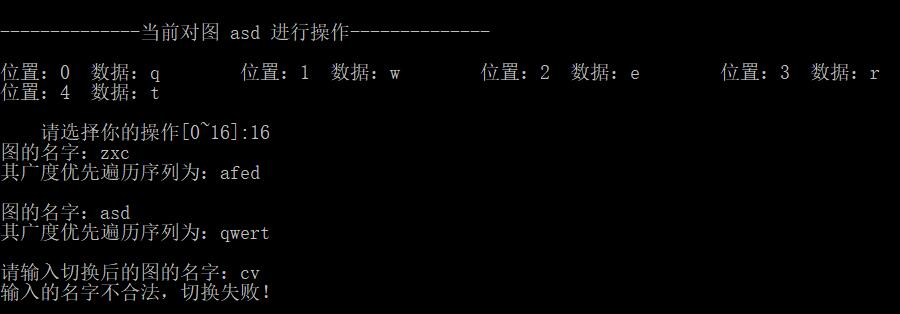 --------------当前对图 asd 进行操作--------------
位置：0  数据：q        位置：1  数据：w        位置：2  数据：e        位置：3  数据：r
位置：4  数据：t
请选择你的操作[0~16]:16
图的名字：zxc
其广度优先遍历序列为：afed
图的名字：asd
其广度优先遍历序列为：qwert
请输入切换后的图的名字：cv
输入的名字不合法，切换失败！